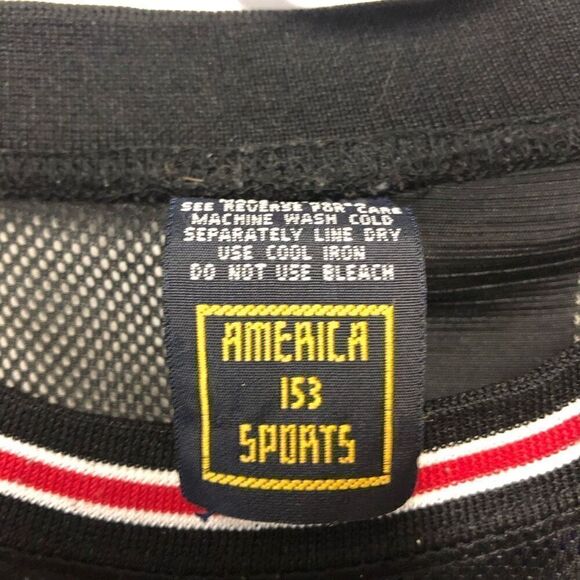 SEE REVERSE FOR CARE
MACHINE WASH COLD
SEPARATELY LINE DRY
USE COOL IRON
DO NOT USE BLEACH
AMERICA
153
SPORTS